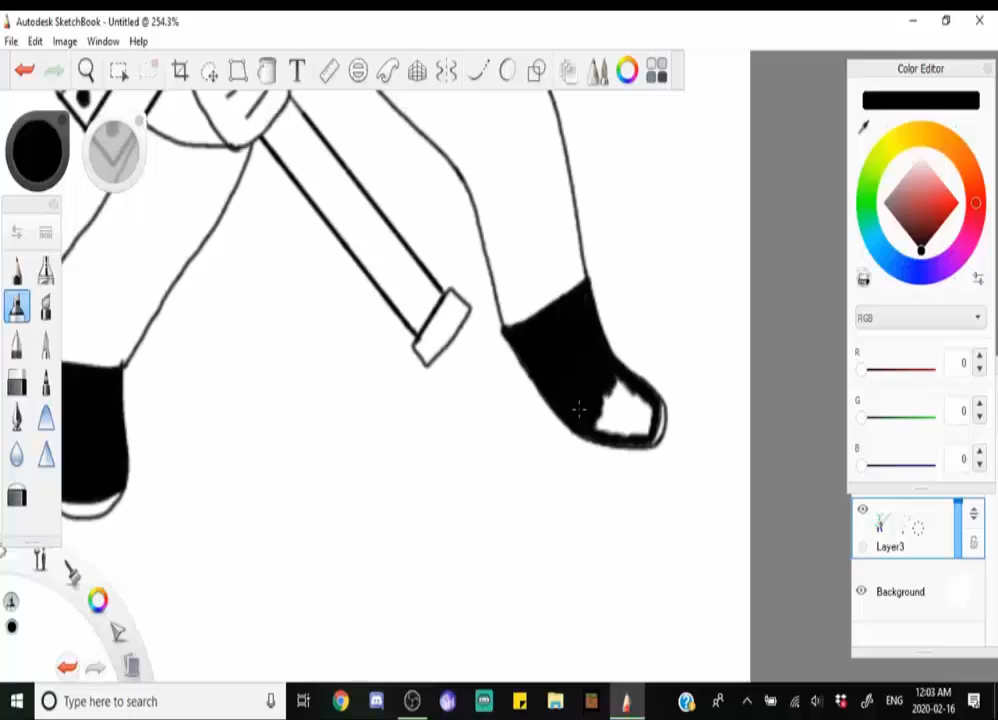 Autodesk SketchBook - Untitled @ 254.3%
File Edit Image Window Help
T
Color Editor
RGB
R 0
G 0
B 0
Layer3
Background
Type here to search
ENG
12:03 AM
2020-02-16